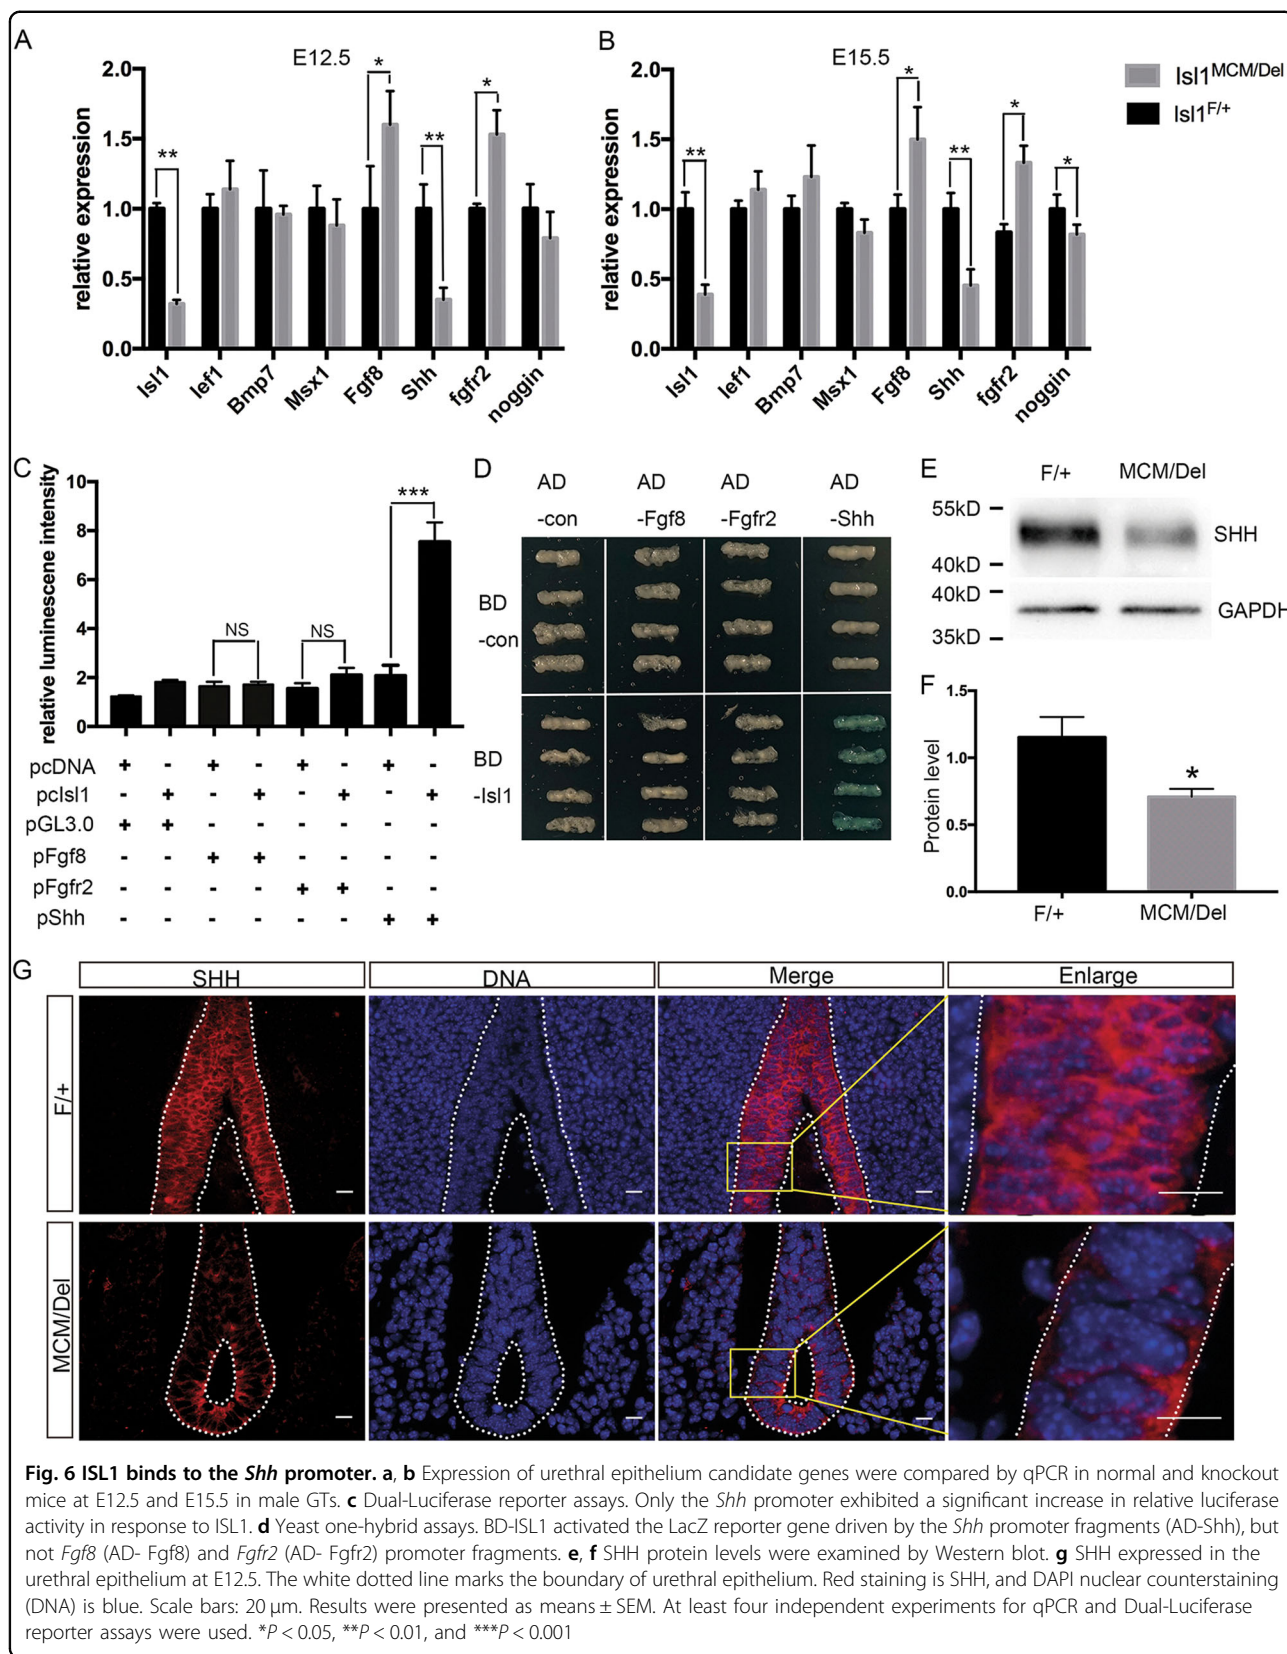 A
B
E12.5
E15.5
Isl1MCM/Del
Isl1F/+
relative expression
2.0
1.5
1.0
0.5
0.0
*
*
**
**
Isl1
lef1
Bmp7
Msx1
Fgf8
Shh
fgfr2
noggin
relative expression
2.0
1.5
1.0
0.5
0.0
*
*
**
**
*
Isl1
lef1
Bmp7
Msx1
Fgf8
Shh
fgfr2
noggin
C
relative luminescene intensity
10
8
6
4
2
0
NS
NS
***
pcDNA + - + - + - + -
pcIsl1 - + - + - + - +
pGL3.0 + + - - - - - -
pFgf8 - - + + - - - -
pFgfr2 - - - - + + - -
pShh - - - - - - + +
D
AD AD AD AD
-con -Fgf8 -Fgfr2 -Shh
BD
-con
BD
-Isl1
E
F/+ MCM/Del
55kD
SHH
40kD
40kD
GAPDH
35kD
F
Protein level
1.5
1.0
0.5
0.0
*
F/+ MCM/Del
G
SHH DNA Merge Enlarge
F/+
MCM/Del
Fig. 6 ISL1 binds to the Shh promoter. a, b Expression of urethral epithelium candidate genes were compared by qPCR in normal and knockout
mice at E12.5 and E15.5 in male GTs. c Dual-Luciferase reporter assays. Only the Shh promoter exhibited a significant increase in relative luciferase
activity in response to ISL1. d Yeast one-hybrid assays. BD-ISL1 activated the LacZ reporter gene driven by the Shh promoter fragments (AD-Shh), but
not Fgf8 (AD- Fgf8) and Fgfr2 (AD- Fgfr2) promoter fragments. e, f SHH protein levels were examined by Western blot. g SHH expressed in the
urethral epithelium at E12.5. The white dotted line marks the boundary of urethral epithelium. Red staining is SHH, and DAPI nuclear counterstaining
(DNA) is blue. Scale bars: 20 μm. Results were presented as means ± SEM. At least four independent experiments for qPCR and Dual-Luciferase
reporter assays were used. *P < 0.05, **P < 0.01, and ***P < 0.001